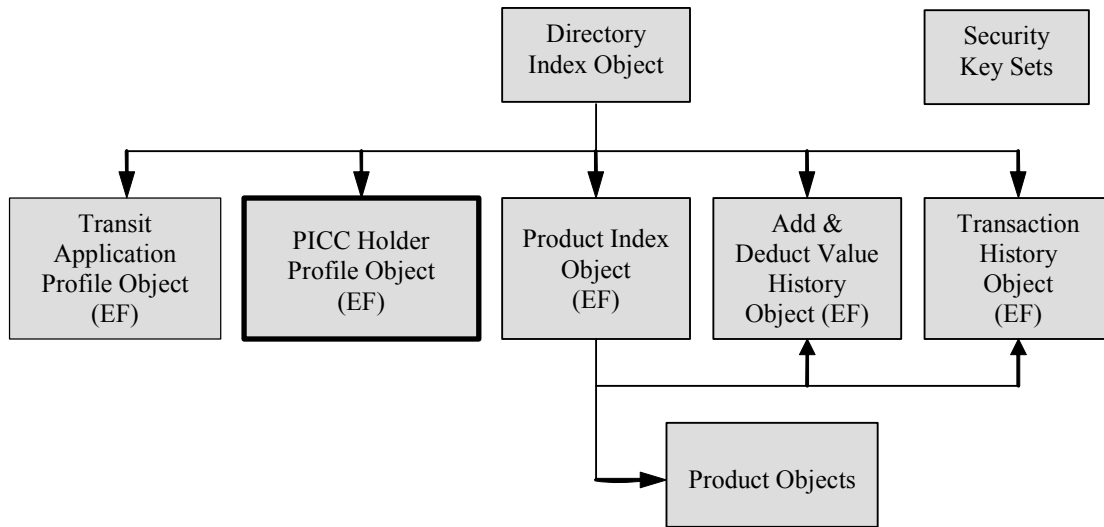 Directory
Index Object
Security
Key Sets
Transit
Application
Profile Object
(EF)
PICC Holder
Profile Object
(EF)
Product Index
Object
(EF)
Add &
Deduct Value
History
Object (EF)
Transaction
History
Object
(EF)
Product Objects